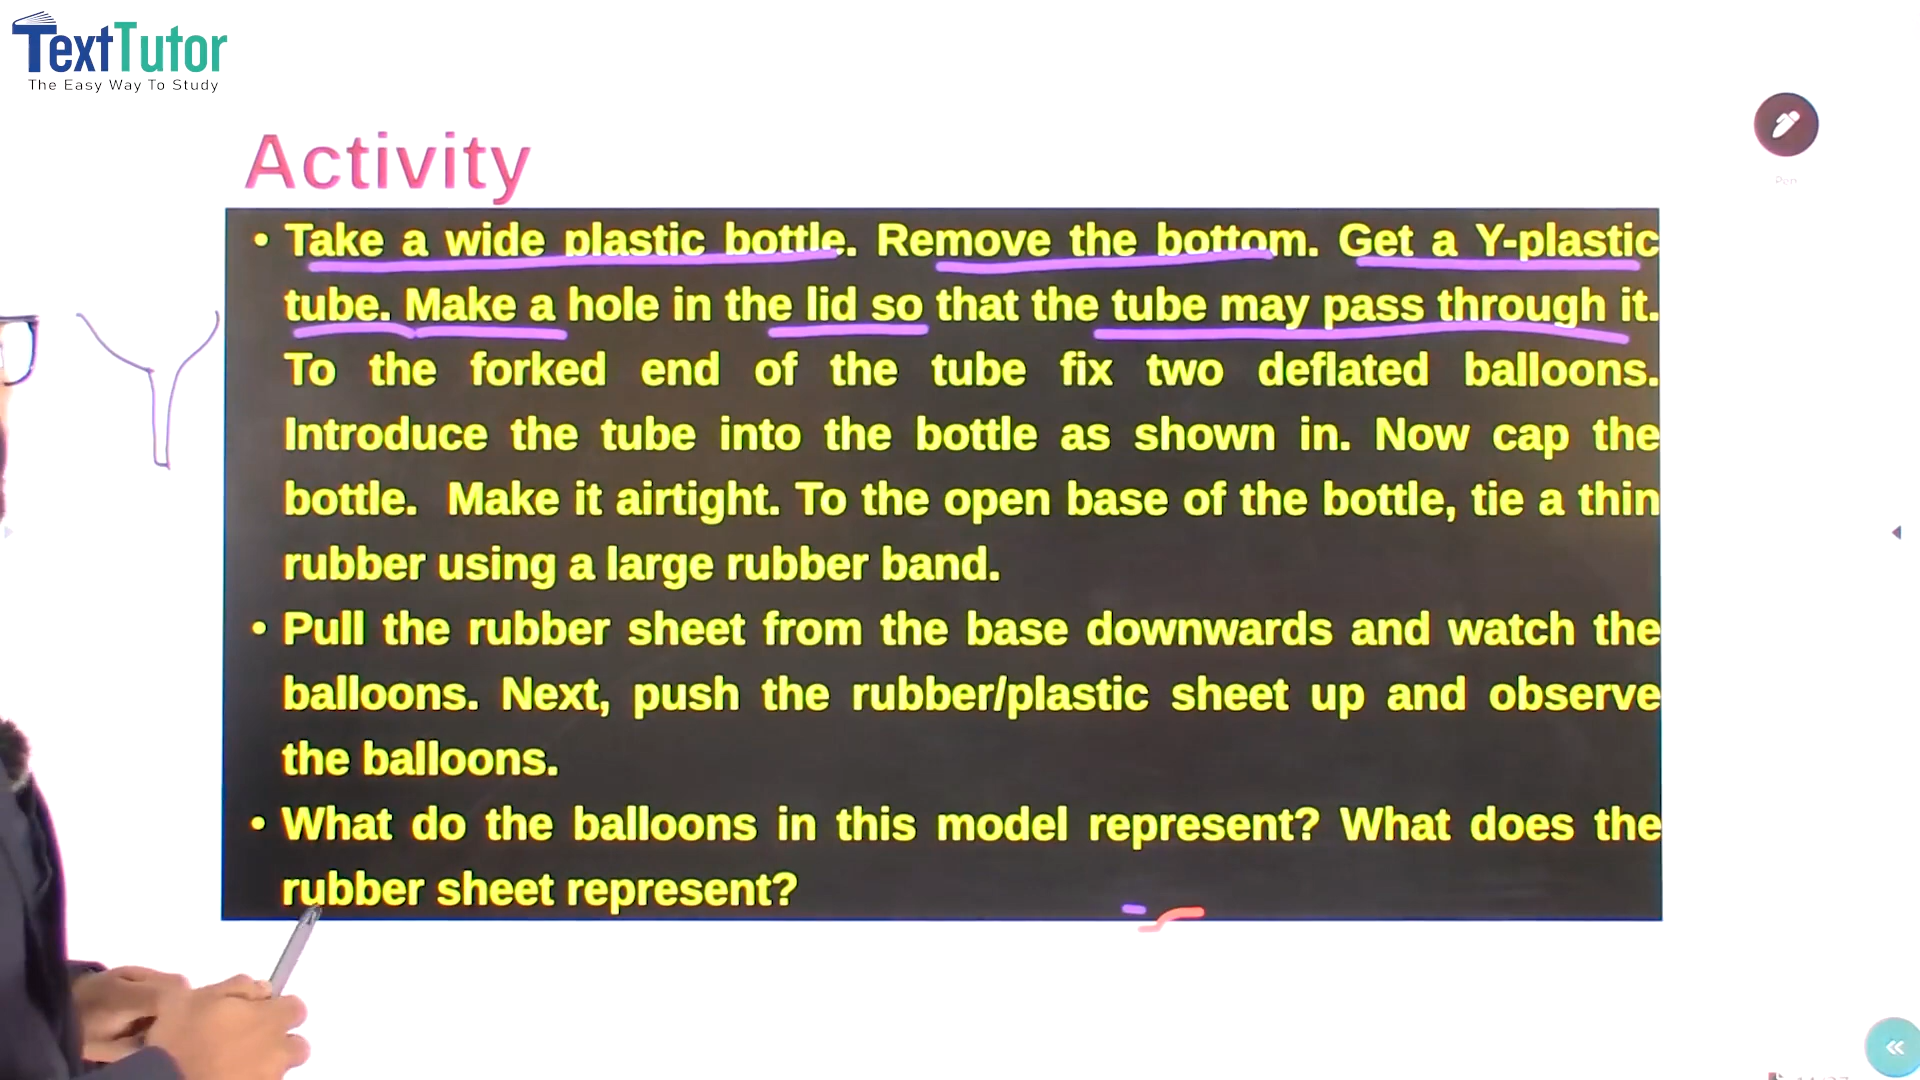 TextTutor
The Easy Way To Study
Pen
Activity
• Take a wide plastic bottle. Remove the bottom. Get a Y-plastic
tube. Make a hole in the lid so that the tube may pass through it.
To the forked end of the tube fix two deflated balloons.
Introduce the tube into the bottle as shown in. Now cap the
bottle. Make it airtight. To the open base of the bottle, tie a thin
rubber using a large rubber band.
• Pull the rubber sheet from the base downwards and watch the
balloons. Next, push the rubber/plastic sheet up and observe
the balloons.
• What do the balloons in this model represent? What does the
rubber sheet represent?